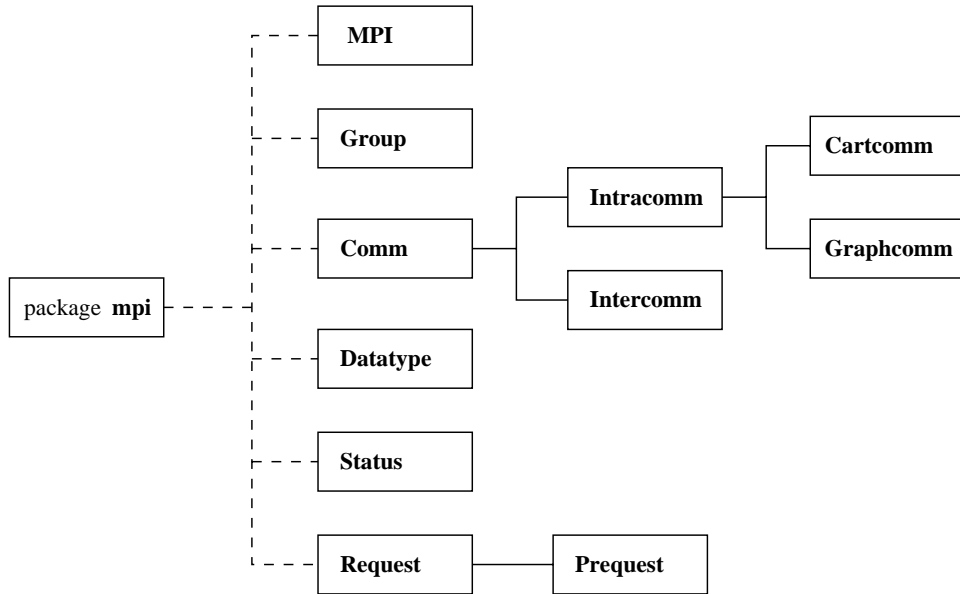 MPI
Group
Cartcomm
Intracomm
Comm
Graphcomm
package mpi
Intercomm
Datatype
Status
Request
Prequest